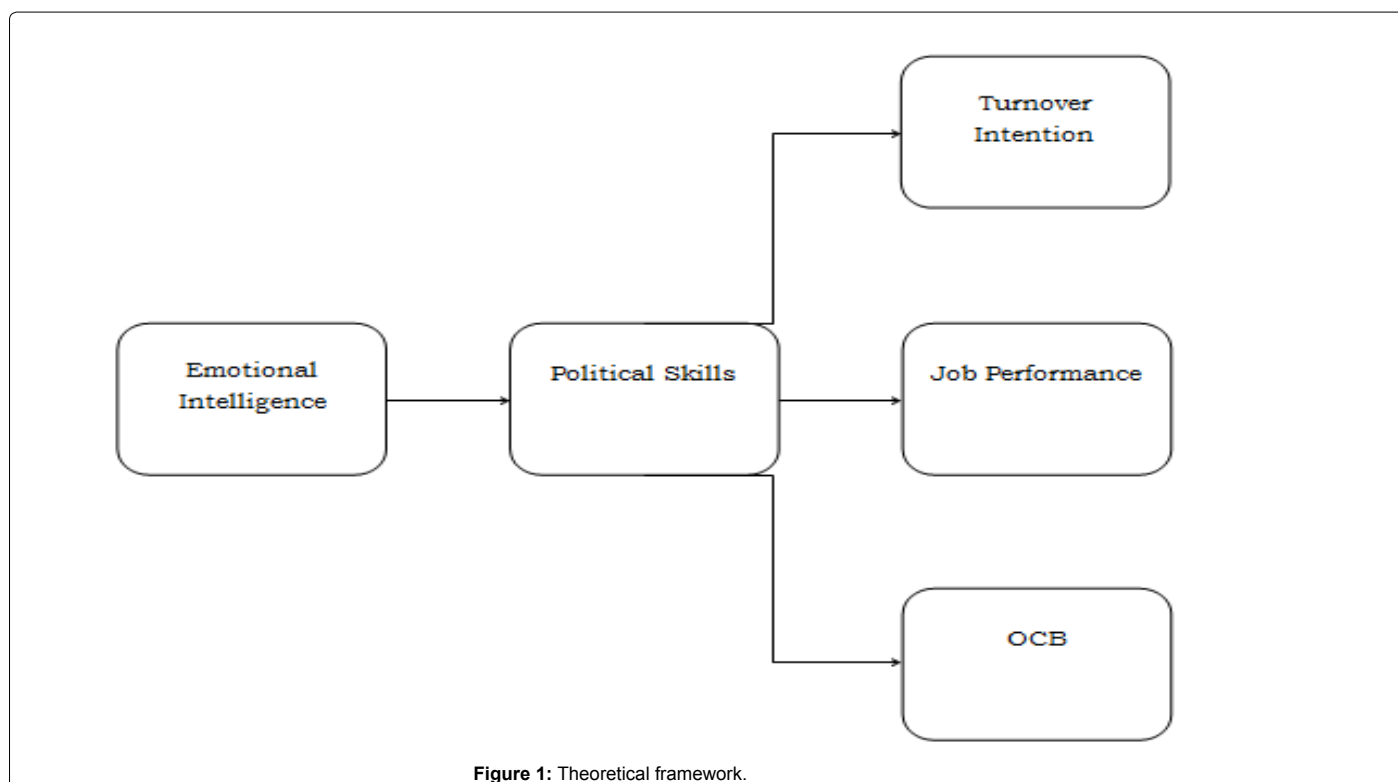 Turnover
Intention
Emotional
Intelligence
Political Skills
Job Performance
OCB
Figure 1: Theoretical framework.